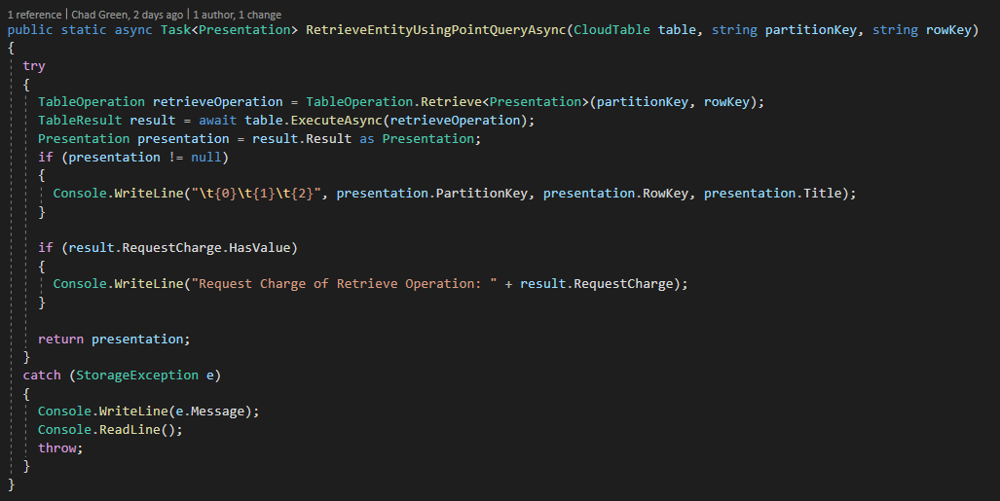 1 reference | Chad Green, 2 days ago | 1 author, 1 change
public static async Task<Presentation> RetrieveEntityUsingPointQueryAsync(CloudTable table, string partitionKey, string rowKey)
{
  try
  {
    TableOperation retrieveOperation = TableOperation.Retrieve<Presentation>(partitionKey, rowKey);
    TableResult result = await table.ExecuteAsync(retrieveOperation);
    Presentation presentation = result.Result as Presentation;
    if (presentation != null)
    {
      Console.WriteLine("\t{0}\t{1}\t{2}", presentation.PartitionKey, presentation.RowKey, presentation.Title);
    }

    if (result.RequestCharge.HasValue)
    {
      Console.WriteLine("Request Charge of Retrieve Operation: " + result.RequestCharge);
    }

    return presentation;
  }
  catch (StorageException e)
  {
    Console.WriteLine(e.Message);
    Console.ReadLine();
    throw;
  }
}